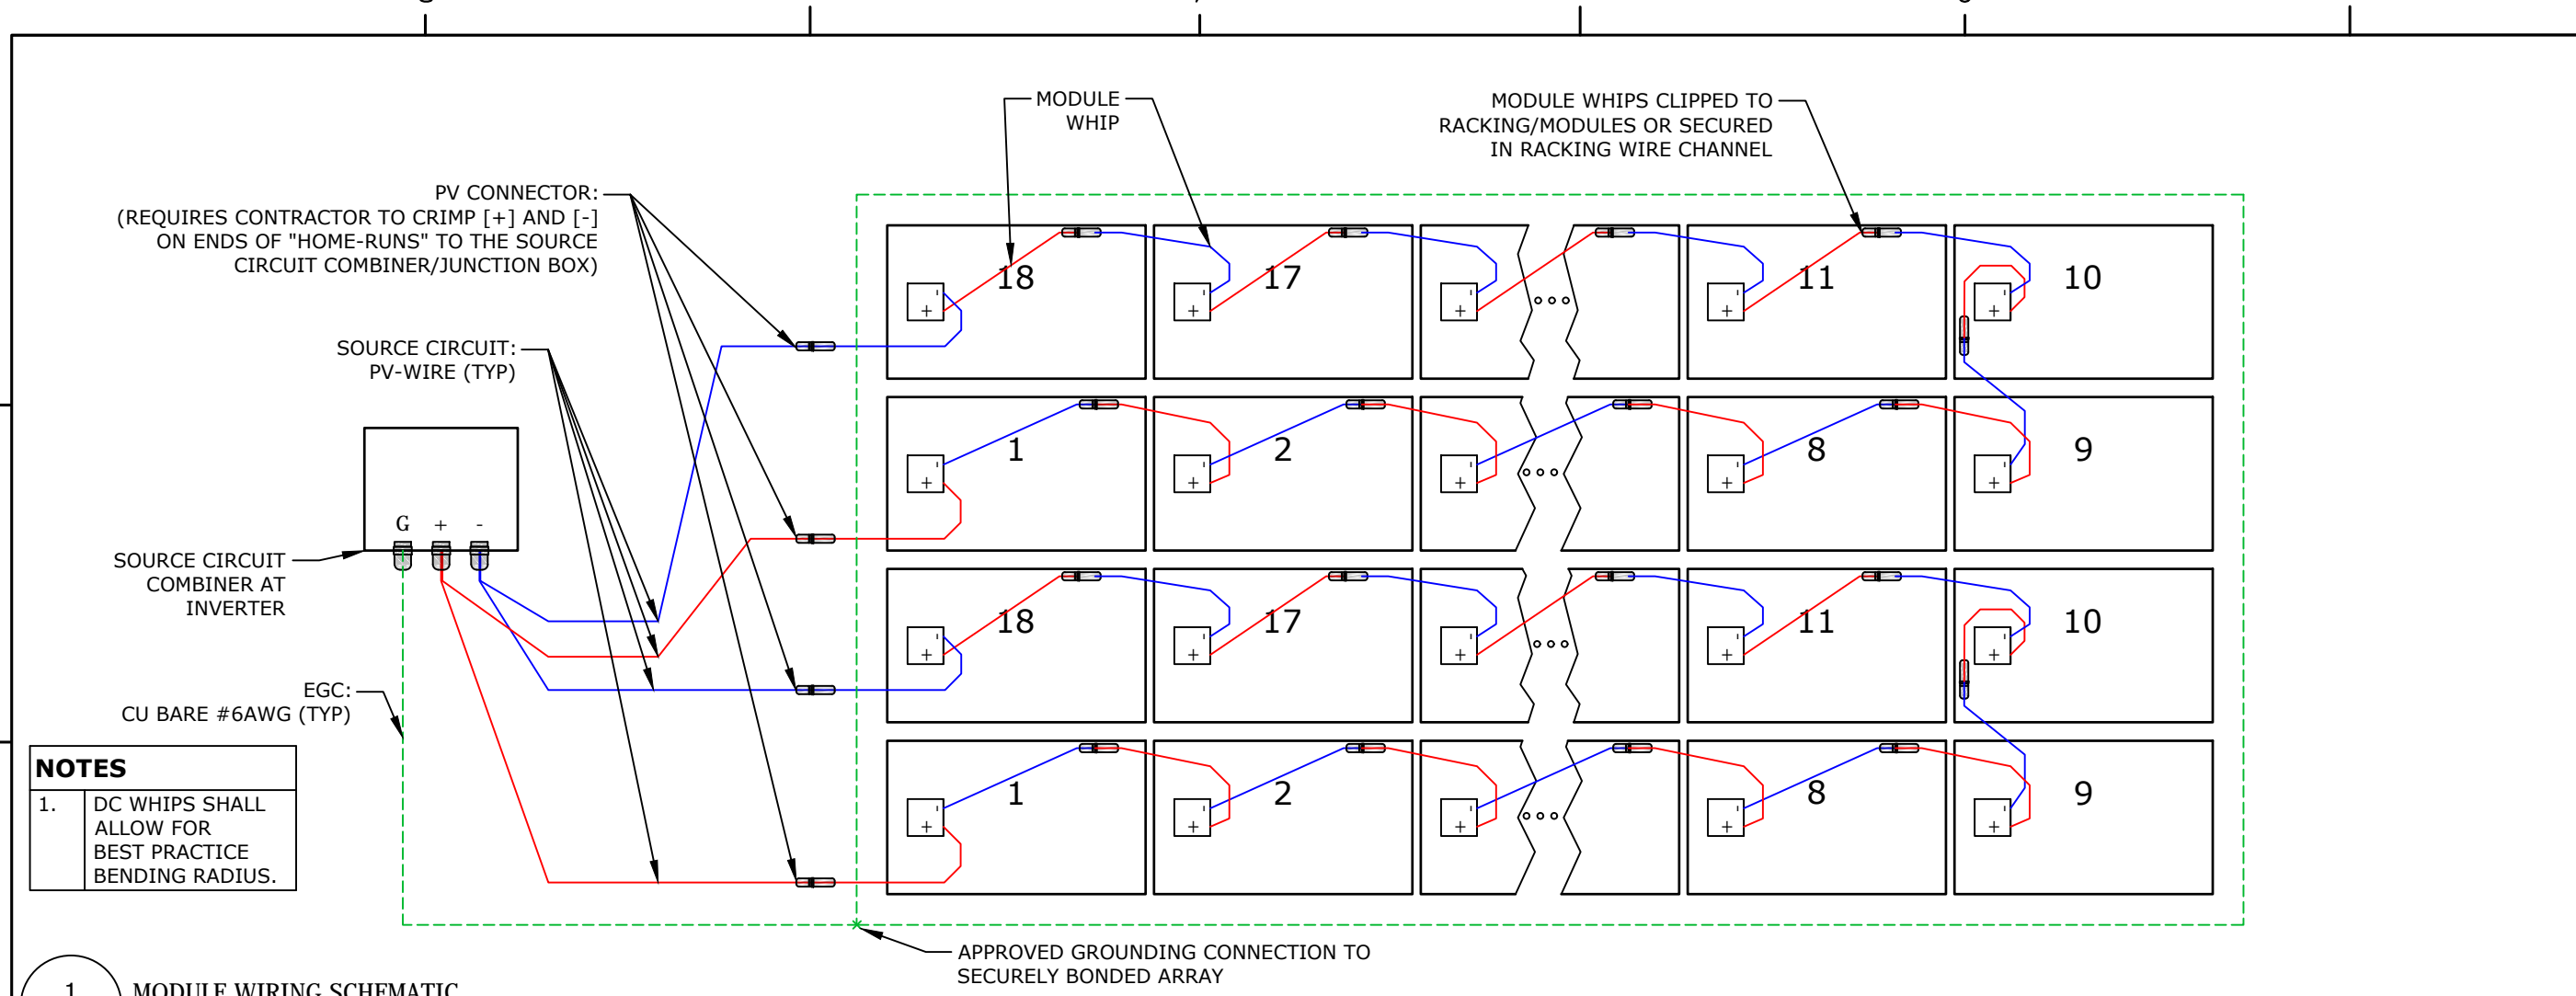 MODULE
WHIP
MODULE WHIPS CLIPPED TO
RACKING/MODULES OR SECURED
IN RACKING WIRE CHANNEL
PV CONNECTOR:
(REQUIRES CONTRACTOR TO CRIMP [+] AND [-]
ON ENDS OF "HOME-RUNS" TO THE SOURCE
CIRCUIT COMBINER/JUNCTION BOX)
SOURCE CIRCUIT:
PV-WIRE (TYP)
18 17 11 10
- + - + - + - + - +
1 2 8 9
- + - + - + - + - +
G + -
SOURCE CIRCUIT
COMBINER AT
INVERTER
18 17 11 10
- + - + - + - + - +
EGC:
CU BARE #6AWG (TYP)
1 2 8 9
- + - + - + - + - +
NOTES
1. DC WHIPS SHALL
ALLOW FOR
BEST PRACTICE
BENDING RADIUS.
APPROVED GROUNDING CONNECTION TO
SECURELY BONDED ARRAY
1 MODULE WIRING SCHEMATIC